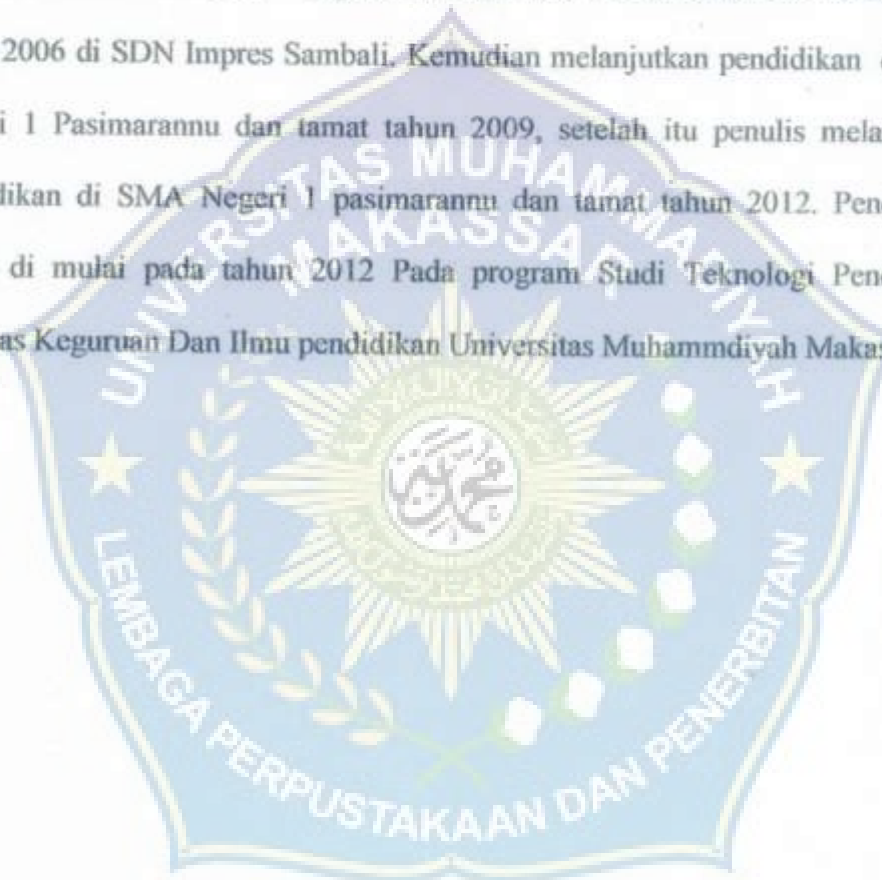 2006 di SDN Impres Sambali. Kemudian melanjutkan pendidikan
i 1 Pasimarannu dan tamat tahun 2009, setelah itu penulis mela
dikan di SMA Negeri 1 pasimarannu dan tamat tahun 2012. Pen
di mulai pada tahun 2012 Pada program Studi Teknologi Pen
as Keguruan Dan Ilmu pendidikan Universitas Muhammdiyah Makas
UNIVERSITAS MUHAMMADIYAH
MAKASSAR
LEMBAGA PERPUSTAKAAN DAN PENERBITAN